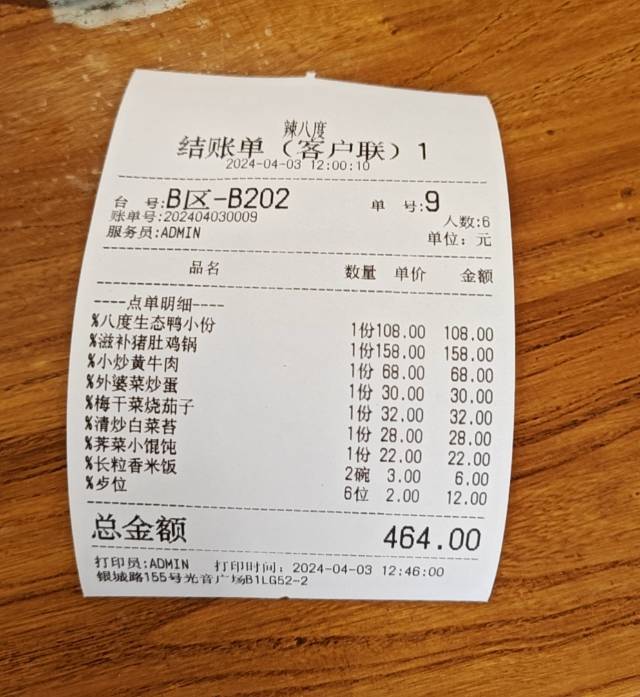 辣八度
结账单（客户联）1
2024-04-03 12:00:10
台 号:B区-B202 单 号:9
账单号:202404030009 人数:6
服务员:ADMIN 单位: 元
品名 数量 单价 金额
----点单明细----
%八度生态鸭小份 1份108.00 108.00
%滋补猪肚鸡锅 1份158.00 158.00
%小炒黄牛肉 1份 68.00 68.00
%外婆菜炒蛋 1份 30.00 30.00
%梅干菜烧茄子 1份 32.00 32.00
%清炒白菜苔 1份 28.00 28.00
%荠菜小馄饨 1份 22.00 22.00
%长粒香米饭 2碗 3.00 6.00
%歺位 6位 2.00 12.00
总金额 464.00
打印员:ADMIN 打印时间: 2024-04-03 12:46:00
银城路155号光音广场B1LG52-2